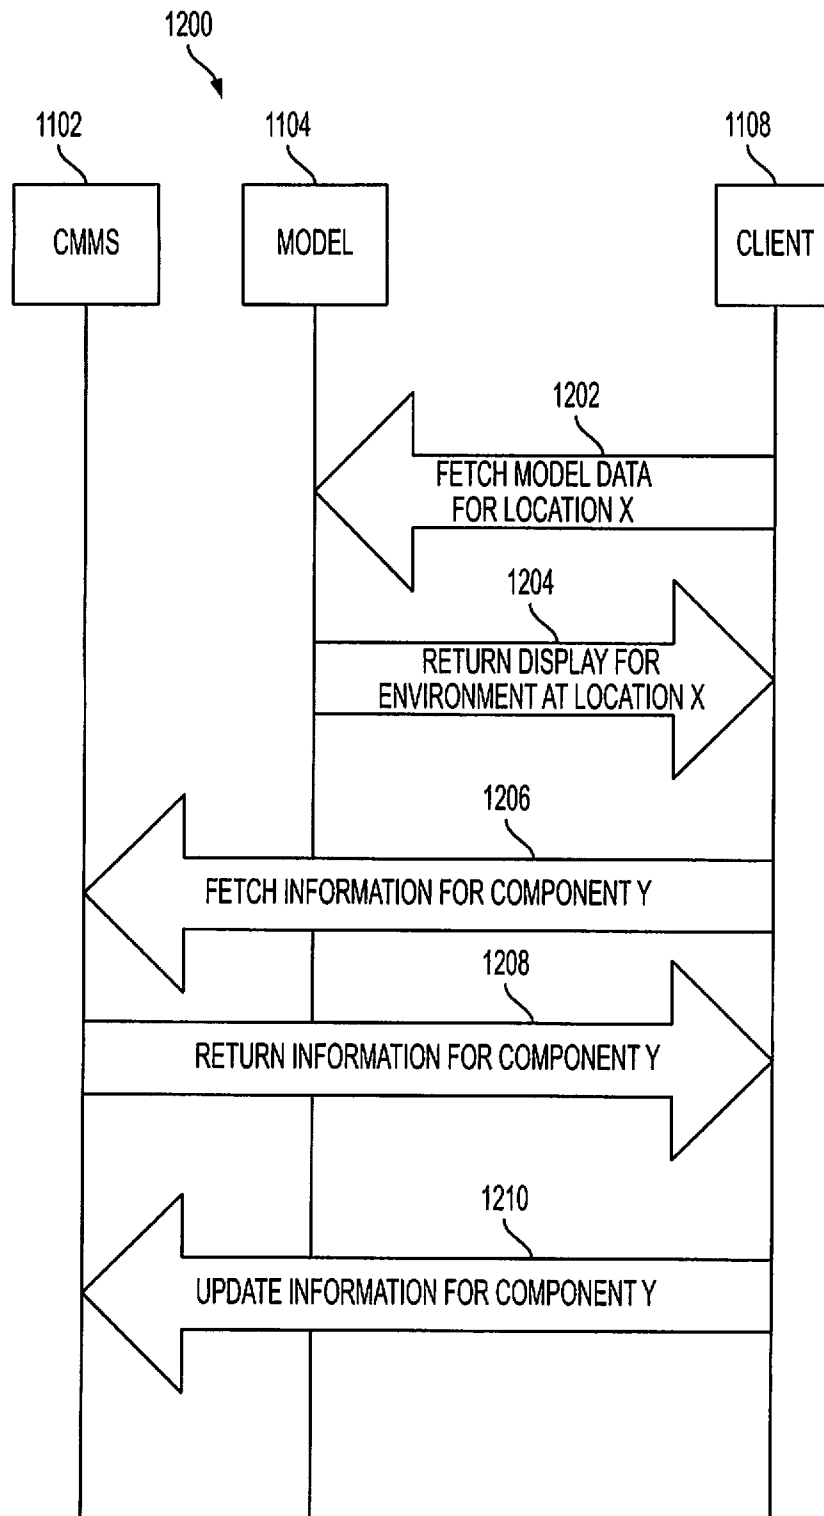 1200
1102
1104
1108
CMMS
MODEL
CLIENT
1202
FETCH MODEL DATA
FOR LOCATION X
1204
RETURN DISPLAY FOR
ENVIRONMENT AT LOCATION X
1206
FETCH INFORMATION FOR COMPONENT Y
1208
RETURN INFORMATION FOR COMPONENT Y
1210
UPDATE INFORMATION FOR COMPONENT Y